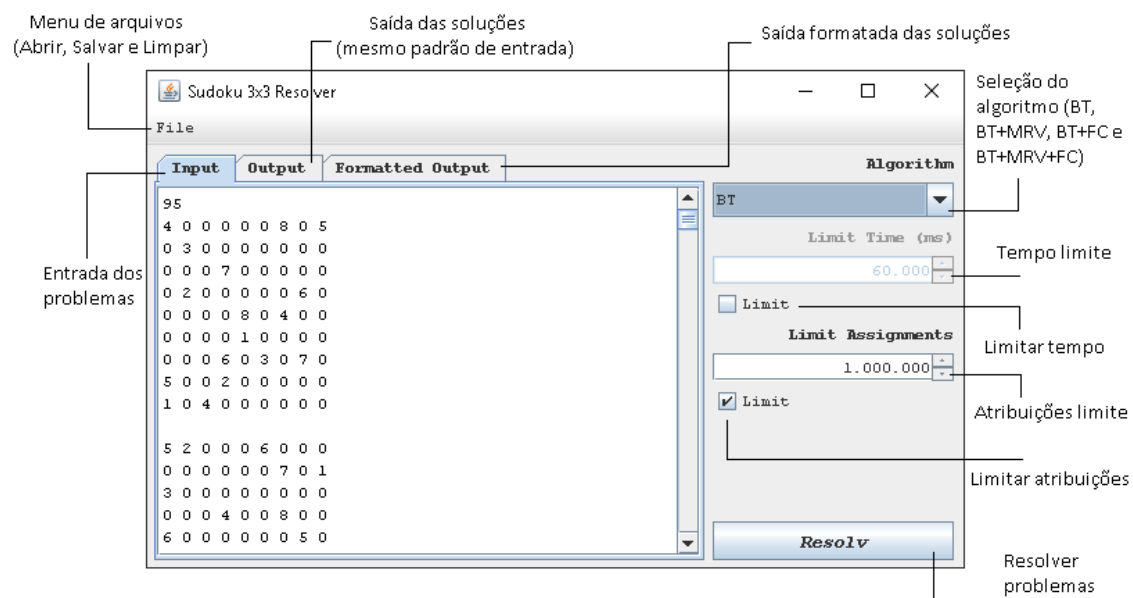 Menu de arquivos
(Abrir, Salvar e Limpar)
Saída das soluções
(mesmo padrão de entrada)
Saída formatada das soluções
Sudoku 3x3 Resolver
File
Input
Output
Formatted Output
Algorithm
Seleção do
algoritmo (BT,
BT+MRV, BT+FC e
BT+MRV+FC)
Entrada dos
problemas
95
4 0 0 0 0 0 8 0 5
0 3 0 0 0 0 0 0 0
0 0 0 7 0 0 0 0 0
0 2 0 0 0 0 0 6 0
0 0 0 0 8 0 4 0 0
0 0 0 0 1 0 0 0 0
0 0 0 6 0 3 0 7 0
5 0 0 2 0 0 0 0 0
1 0 4 0 0 0 0 0 0
5 2 0 0 0 6 0 0 0
0 0 0 0 0 0 7 0 1
3 0 0 0 0 0 0 0 0
0 0 0 4 0 0 8 0 0
6 0 0 0 0 0 0 5 0
BT
Limit Time (ms)
60.000
Limit
Limit Assignments
1.000.000
Limit
Resolv
Tempo limite
Limitar tempo
Atribuições limite
Limitar atribuições
Resolver
problemas